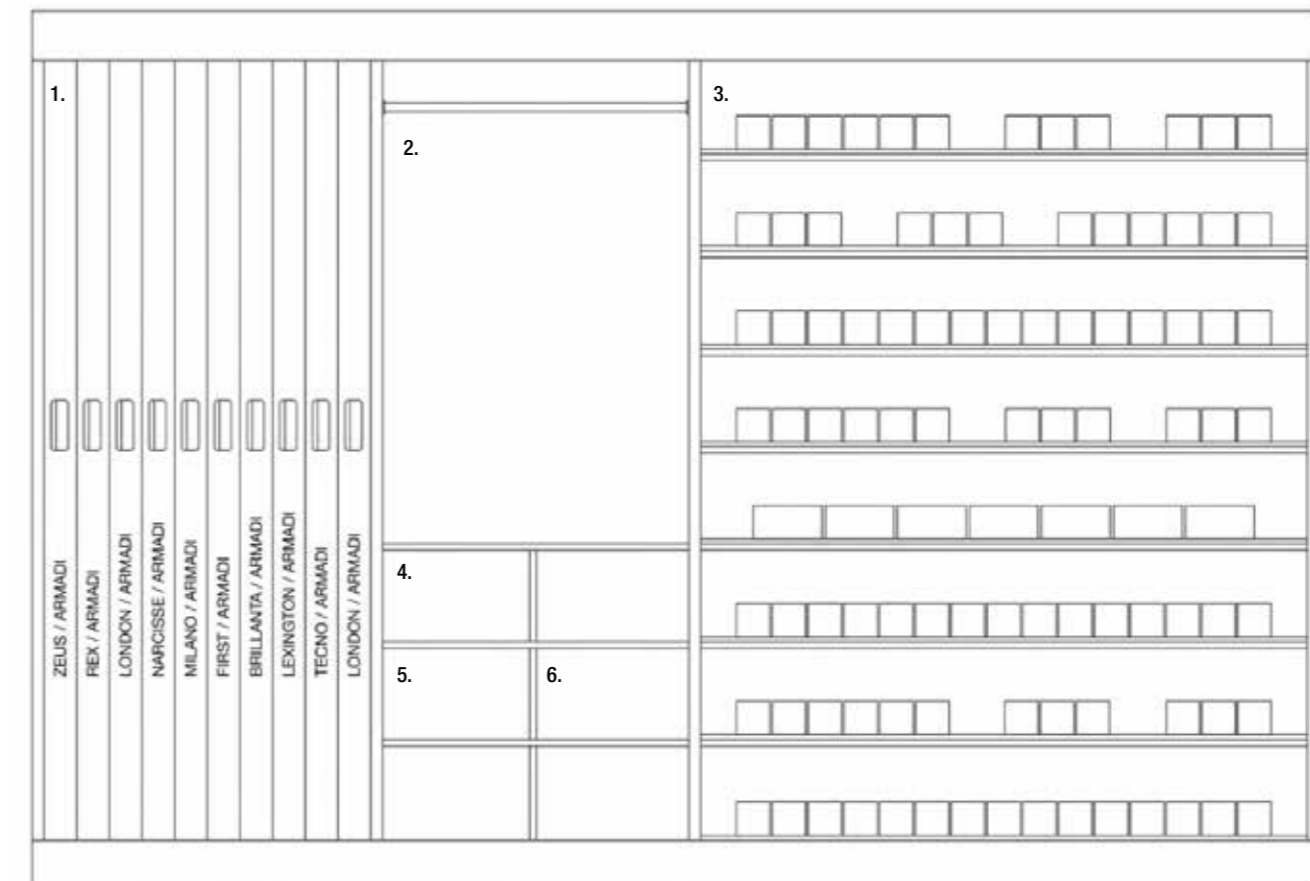 1.
ZEUS / ARMADI
REX / ARMADI
LONDON / ARMADI
NARCISSE / ARMADI
MILANO / ARMADI
FIRST / ARMADI
BRILLANTA / ARMADI
LEXINGTON / ARMADI
TECNO / ARMADI
LONDON / ARMADI
2.
3.
4.
5.
6.